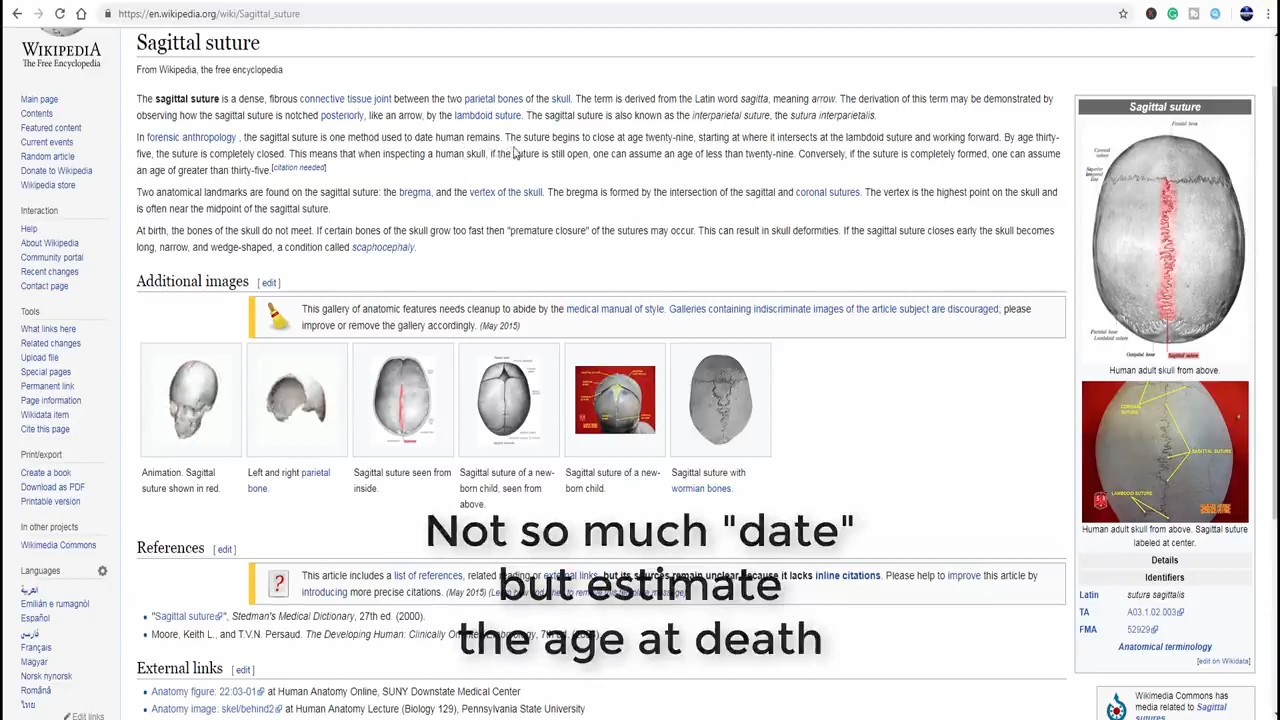 https://en.wikipedia.org/wiki/Sagittal_suture
WIKIPEDIA
The Free Encyclopedia
Main page
Contents
Featured content
Current events
Random article
Donate to Wikipedia
Wikipedia store
Interaction
Help
About Wikipedia
Community portal
Recent changes
Contact page
Tools
What links here
Related changes
Upload file
Special pages
Permanent link
Page information
Wikidata item
Cite this page
Print/export
Create a book
Download as PDF
Printable version
In other projects
Wikimedia Commons
Languages
العربية
Emiliàn e rumagnòl
Español
فارسی
Français
Magyar
Norsk nynorsk
Română
ไทย
Edit links
Sagittal suture
From Wikipedia, the free encyclopedia
The sagittal suture is a dense, fibrous connective tissue joint between the two parietal bones of the skull. The term is derived from the Latin word sagitta, meaning arrow. The derivation of this term may be demonstrated by
observing how the sagittal suture is notched posteriorly, like an arrow, by the lambdoid suture. The sagittal suture is also known as the interparietal suture, the sutura interparietalis.
In forensic anthropology , the sagittal suture is one method used to date human remains. The suture begins to close at age twenty-nine, starting at where it intersects at the lambdoid suture and working forward. By age thirty-
five, the suture is completely closed. This means that when inspecting a human skull, if the suture is still open, one can assume an age of less than twenty-nine. Conversely, if the suture is completely formed, one can assume
an age of greater than thirty-five.[citation needed]
Two anatomical landmarks are found on the sagittal suture: the bregma, and the vertex of the skull. The bregma is formed by the intersection of the sagittal and coronal sutures. The vertex is the highest point on the skull and
is often near the midpoint of the sagittal suture.
At birth, the bones of the skull do not meet. If certain bones of the skull grow too fast then "premature closure" of the sutures may occur. This can result in skull deformities. If the sagittal suture closes early the skull becomes
long, narrow, and wedge-shaped, a condition called scaphocephaly.
Additional images [ edit ]
This gallery of anatomic features needs cleanup to abide by the medical manual of style. Galleries containing indiscriminate images of the article subject are discouraged, please
improve or remove the gallery accordingly. (May 2015)
Animation. Sagittal
suture shown in red.
Left and right parietal
bone.
Sagittal suture seen from
inside.
Sagittal suture of a new-
born child, seen from
above.
Sagittal suture of a new-
born child.
Sagittal suture with
wormian bones.
Not so much "date"
but estimate
the age at death
References [ edit ]
This article includes a list of references, related reading or external links, but its sources remain unclear because it lacks inline citations. Please help to improve this article by
introducing more precise citations. (May 2015)
"Sagittal suture", Stedman's Medical Dictionary, 27th ed. (2000).
Moore, Keith L., and T.V.N. Persaud. The Developing Human: Clinically Embryology, 7th
External links [ edit ]
Anatomy figure: 22:03-01 at Human Anatomy Online, SUNY Downstate Medical Center
Anatomy image: skel/behind2 at Human Anatomy Lecture (Biology 129), Pennsylvania State University
Sagittal suture
Frontal bone
Coronal
suture
Parietal bone
Lambdoid suture
Occipital bone
Sagittal suture
Human adult skull from above.
CORONAL
SUTURE
SAGITTAL SUTURE
LAMBDOID SUTURE
Human adult skull from above. Sagittal suture
labeled at center.
Details
Identifiers
Latin sutura sagittalis
TA A03.1.02.003
FMA 52929
Anatomical terminology
[edit on Wikidata]
Wikimedia Commons has
media related to Sagittal
sutures.